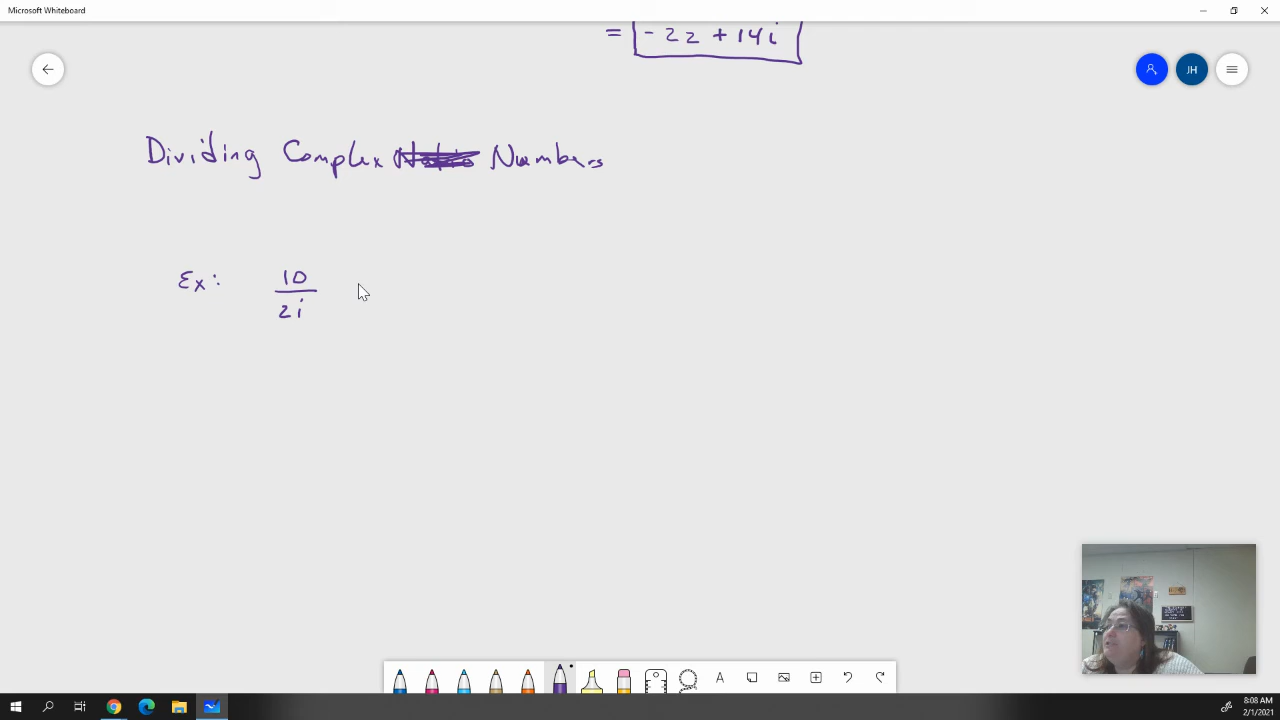 Microsoft Whiteboard
= -22 + 14i
JH
Dividing Complex Numbers
Ex: 10
2i
A
8:08 AM
2/1/2021